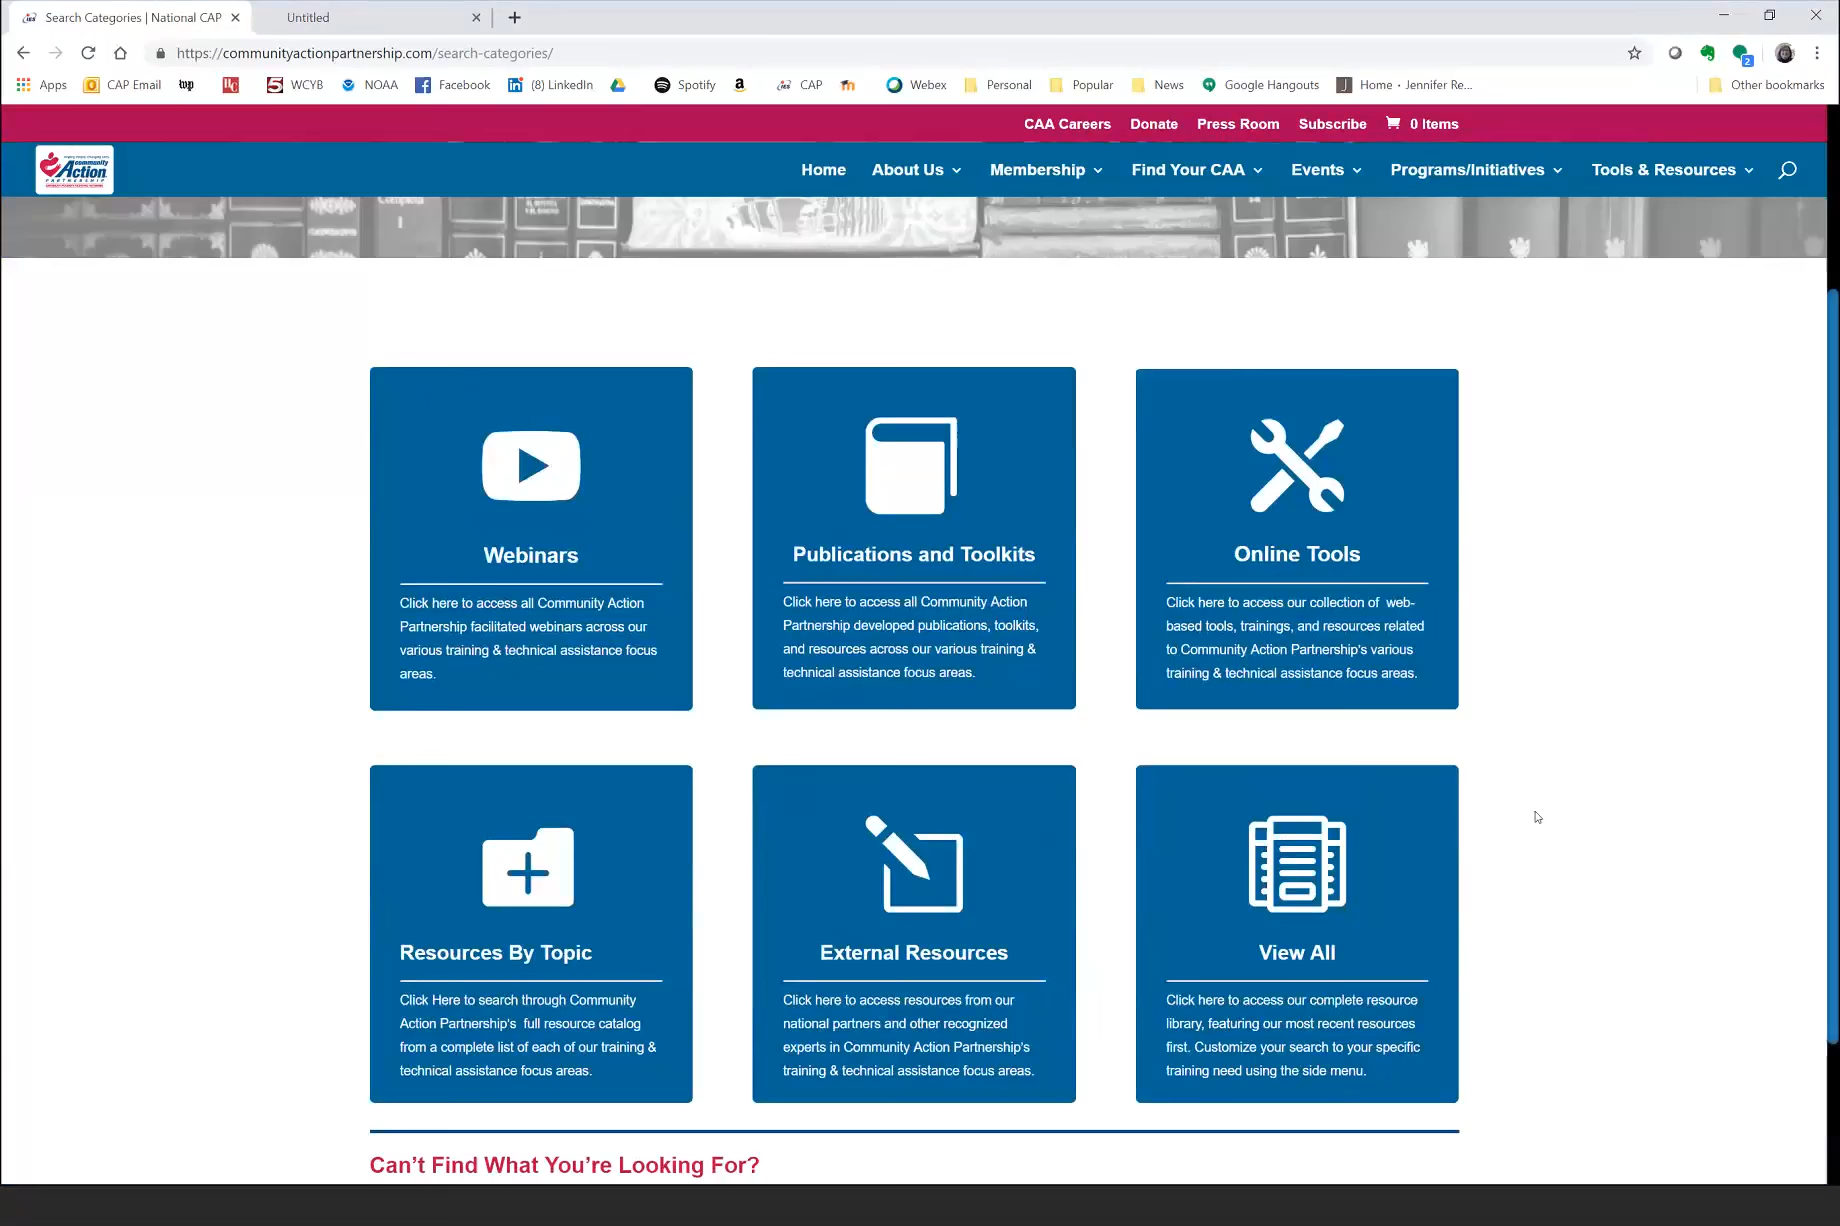 Search Categories | National CAP
Untitled
https://communityactionpartnership.com/search-categories/
2
Apps CAP Email wp WCYB NOAA Facebook (8) LinkedIn Spotify CAP Webex Personal Popular News Google Hangouts Home • Jennifer Re... Other bookmarks
CAA Careers Donate Press Room Subscribe 0 Items
community
Action
PARTNERSHIP
Home About Us Membership Find Your CAA Events Programs/Initiatives Tools & Resources
Webinars
Click here to access all Community Action
Partnership facilitated webinars across our
various training & technical assistance focus
areas.
Publications and Toolkits
Click here to access all Community Action
Partnership developed publications, toolkits,
and resources across our various training &
technical assistance focus areas.
Online Tools
Click here to access our collection of web-
based tools, trainings, and resources related
to Community Action Partnership's various
training & technical assistance focus areas.
Resources By Topic
Click Here to search through Community
Action Partnership's full resource catalog
from a complete list of each of our training &
technical assistance focus areas.
External Resources
Click here to access resources from our
national partners and other recognized
experts in Community Action Partnership's
training & technical assistance focus areas.
View All
Click here to access our complete resource
library, featuring our most recent resources
first. Customize your search to your specific
training need using the side menu.
Can't Find What You're Looking For?